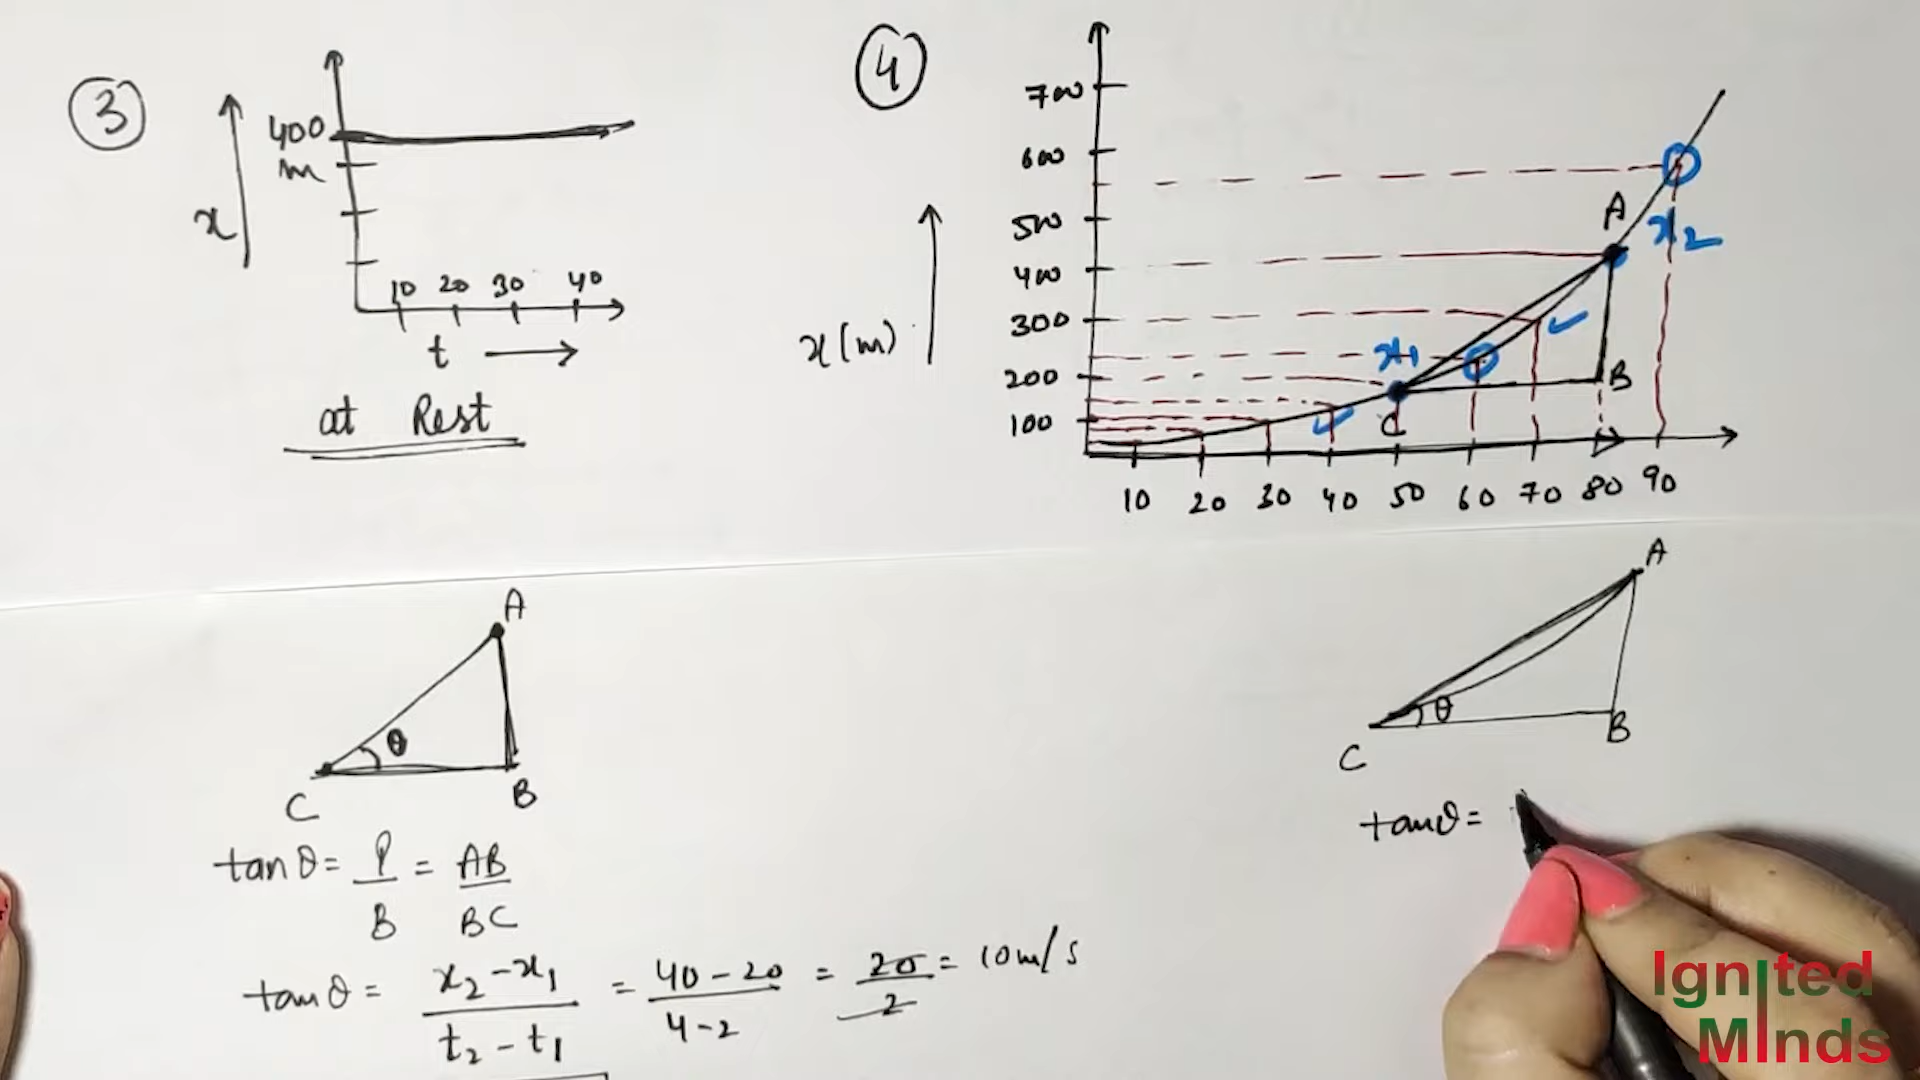 3
400
m
x
10 20 30 40
t
at Rest
4
700
600
500
400
300
200
100
x(m)
A
x2
x1
B
C
10 20 30 40 50 60 70 80 90
A
θ
C
B
tanθ = P/B = AB/BC
tanθ = x2-x1/t2-t1 = 40-20/4-2 = 20/2 = 10m/s
A
θ
C
B
tanθ =
Ignited
Minds